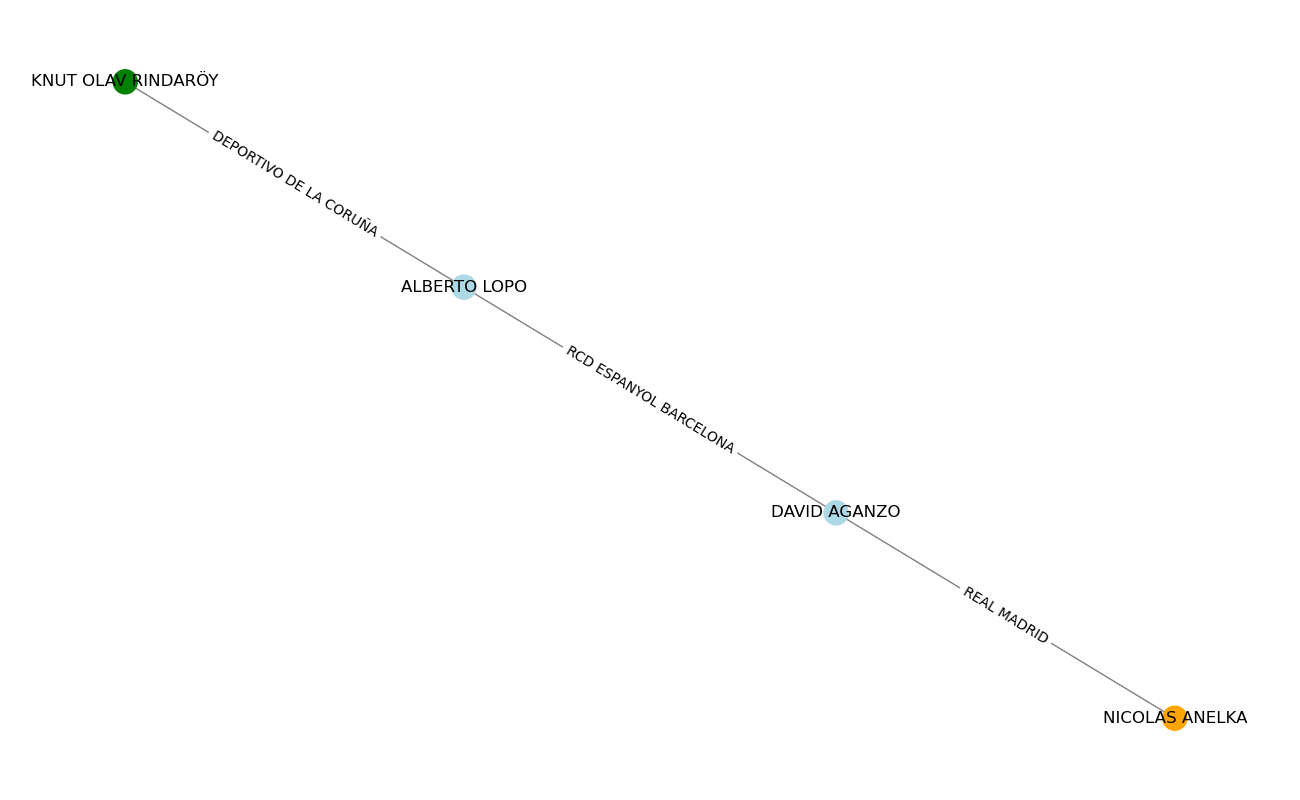 KNUT OLAV RINDARÖY
DEPORTIVO DE LA CORUÑA
ALBERTO LOPO
RCD ESPANYOL BARCELONA
DAVID AGANZO
REAL MADRID
NICOLAS ANELKA